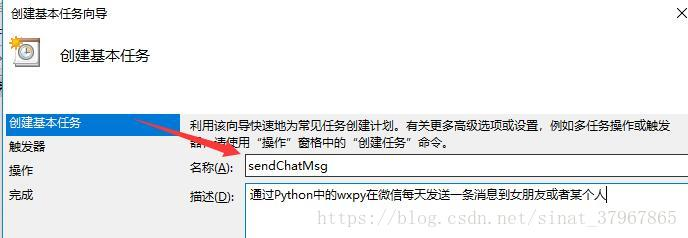 创建基本任务向导
创建基本任务
创建基本任务
触发器
操作
完成
利用该向导快速地为常见任务创建计划。有关更多高级选项或设置，例如多任务操作或触发
请使用“操作”窗格中的“创建任务”命令。
名称(A):
sendChatMsg
描述(D):
通过Python中的wxpy在微信每天发送一条消息到女朋友或者某个人
https://blog.csdn.net/sinat_37967865